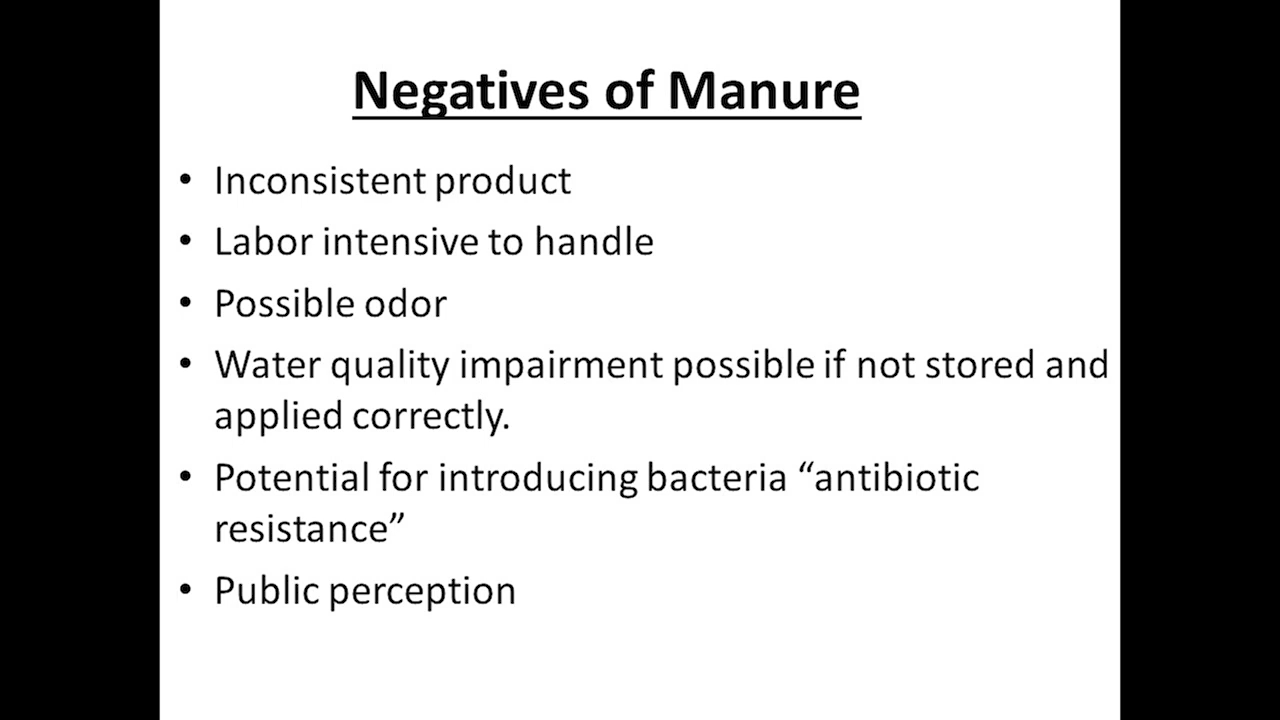 Negatives of Manure
• Inconsistent product
• Labor intensive to handle
• Possible odor
• Water quality impairment possible if not stored and
applied correctly.
• Potential for introducing bacteria “antibiotic
resistance”
• Public perception